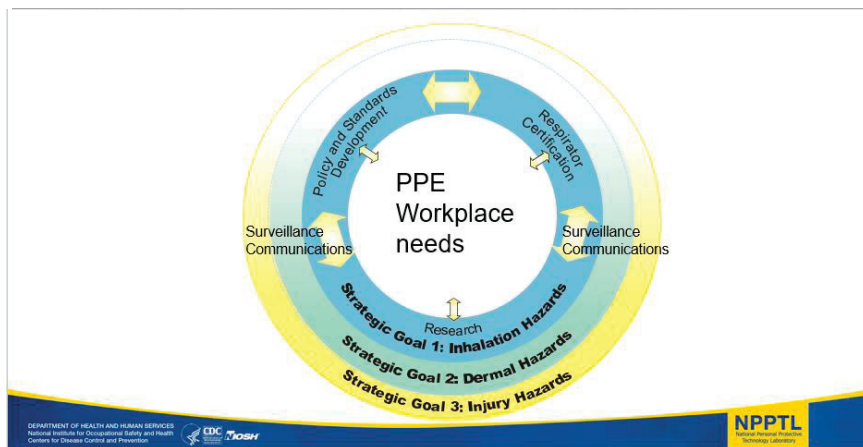 Policy and Standards
Development
Respirator
Certification
PPE
Workplace
needs
Surveillance
Communications
Surveillance
Communications
Research
Strategic Goal 1: Inhalation Hazards
Strategic Goal 2: Dermal Hazards
Strategic Goal 3: Injury Hazards
DEPARTMENT OF HEALTH AND HUMAN SERVICES
National Institute for Occupational Safety and Health
Centers for Disease Control and Prevention
CDC
NIOSH
NPPTL
National Personal Protective
Technology Laboratory